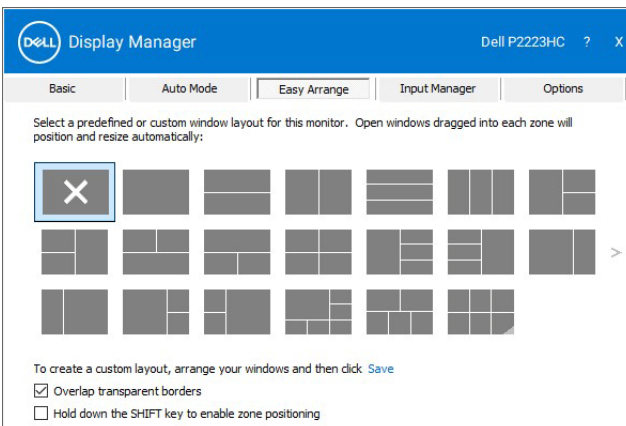 DELL Display Manager Dell P2223HC ? X
Basic Auto Mode Easy Arrange Input Manager Options
Select a predefined or custom window layout for this monitor. Open windows dragged into each zone will
position and resize automatically:
>
To create a custom layout, arrange your windows and then click Save
Overlap transparent borders
Hold down the SHIFT key to enable zone positioning